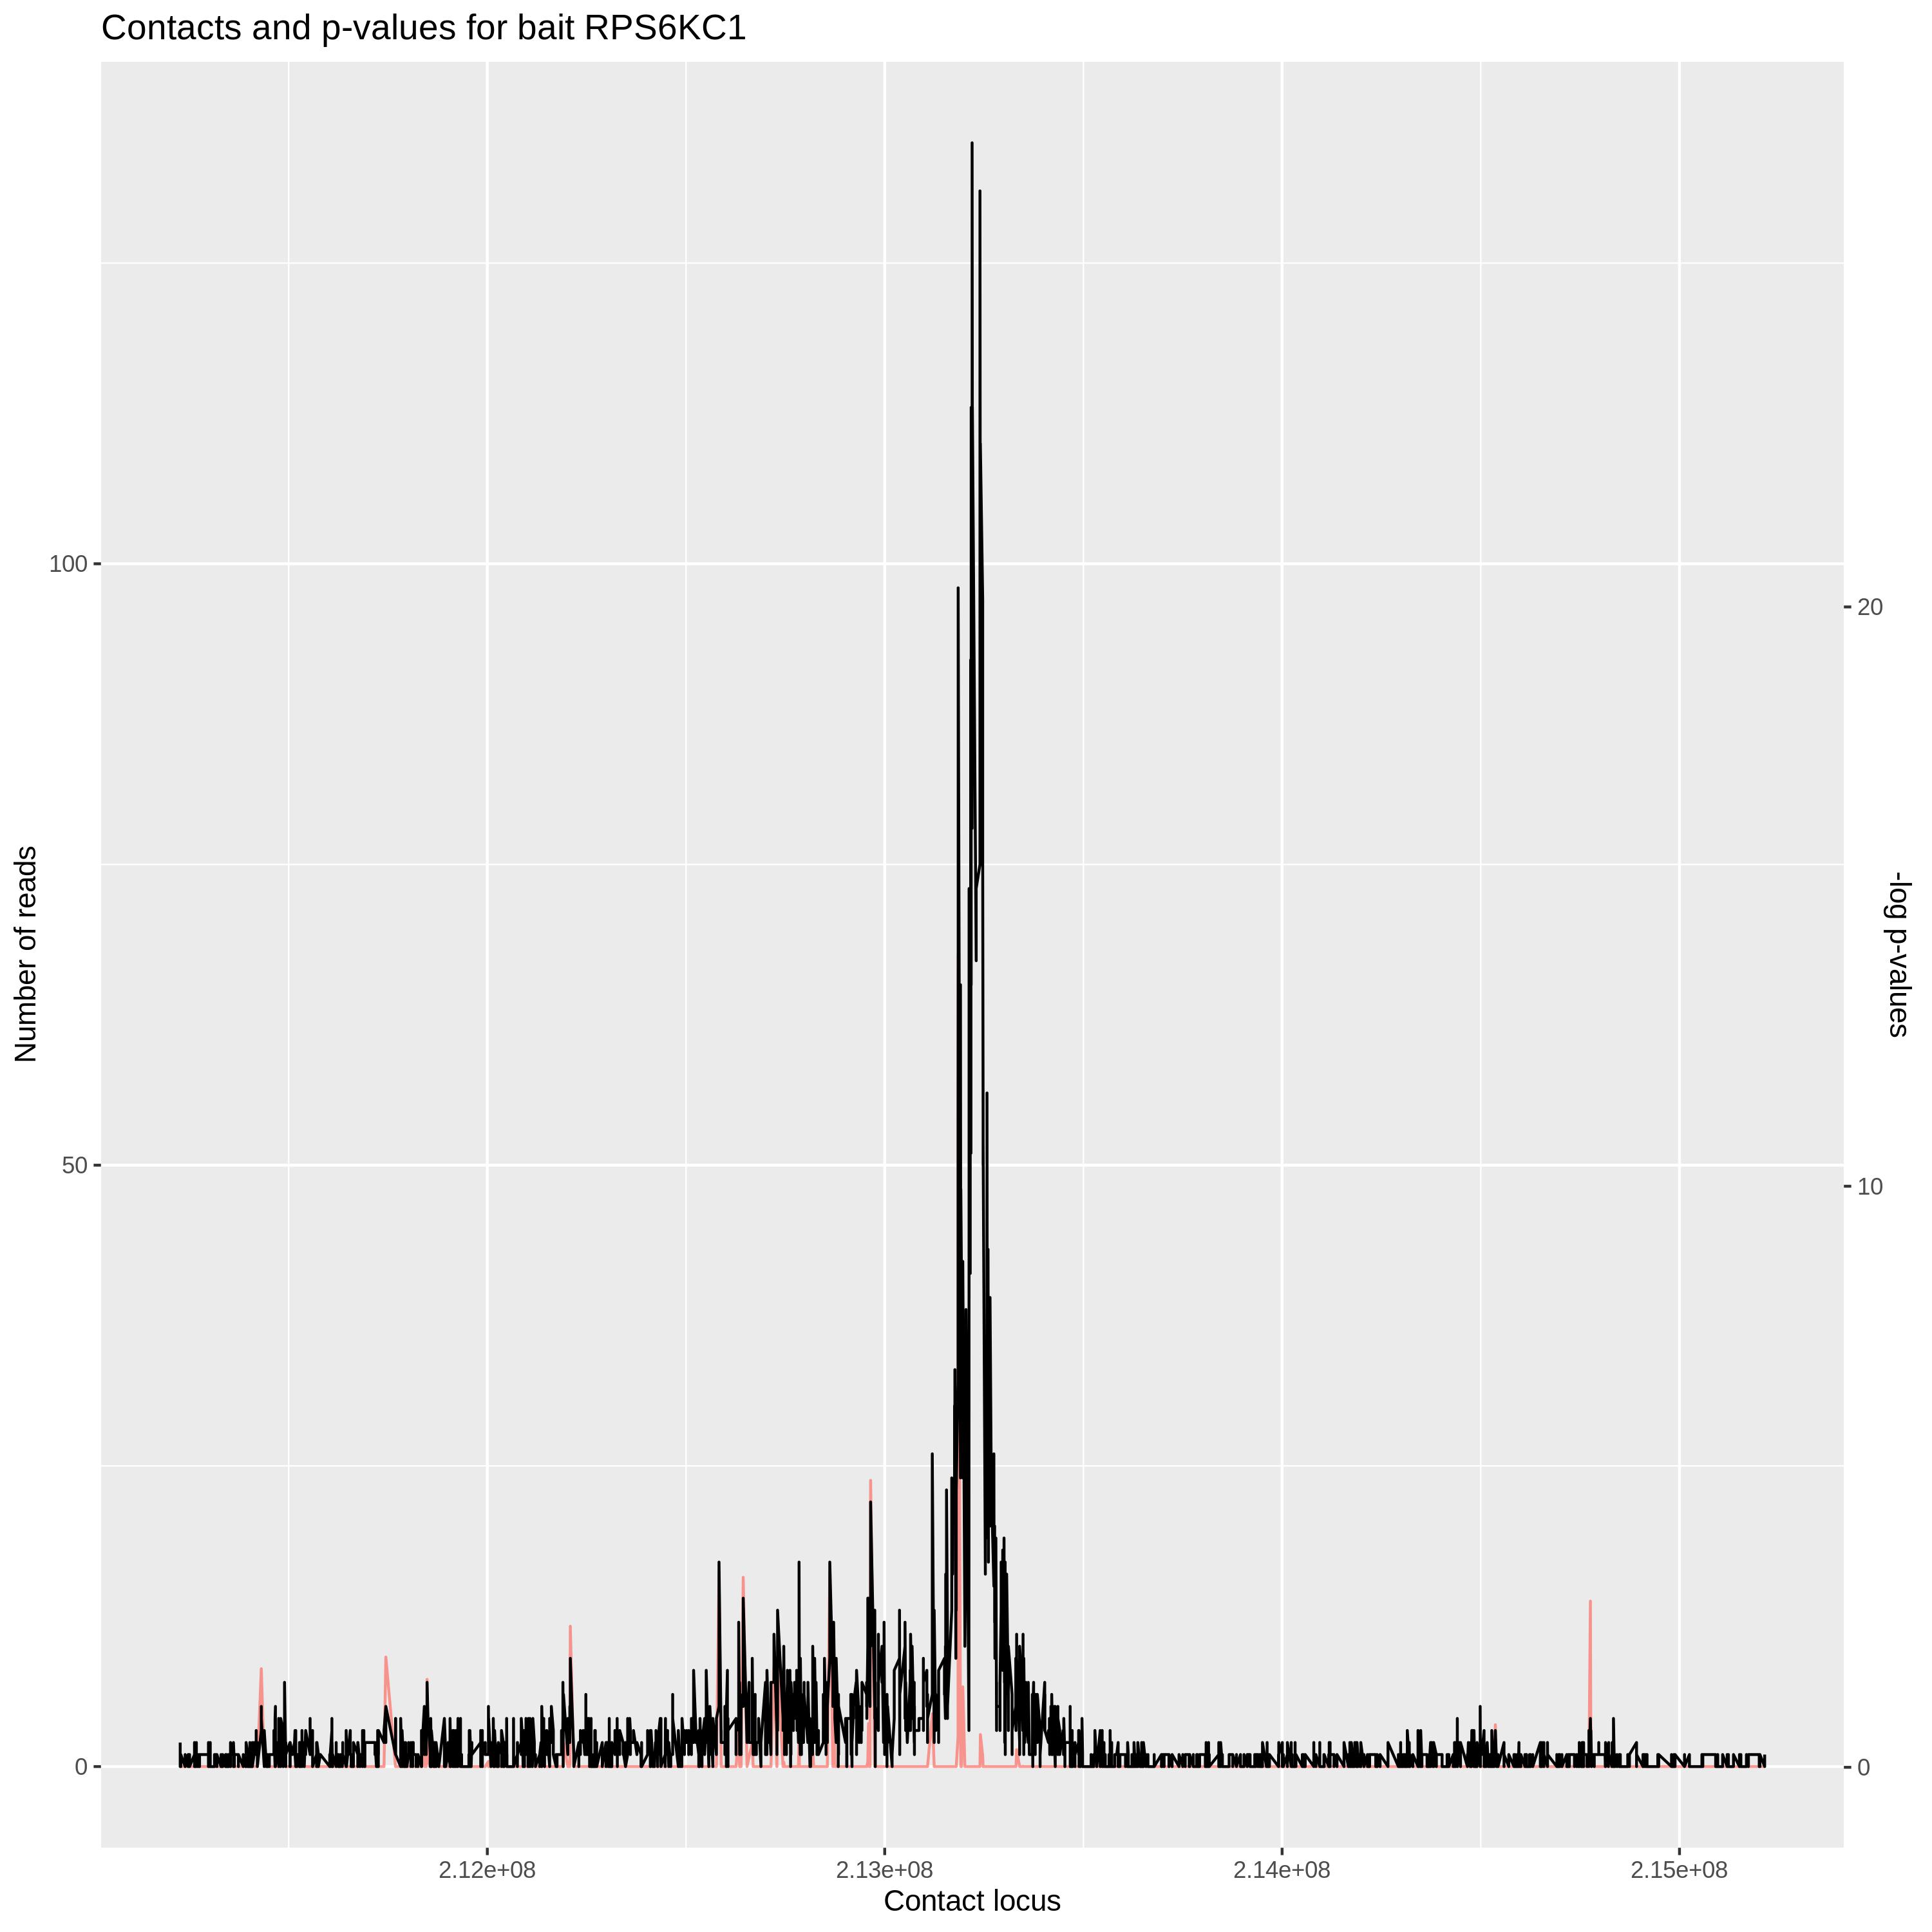 Contacts and p-values for bait RPS6KC1
Number of reads
100
50
0
20
10
0
-log p-values
2.12e+08 2.13e+08 2.14e+08 2.15e+08
Contact locus